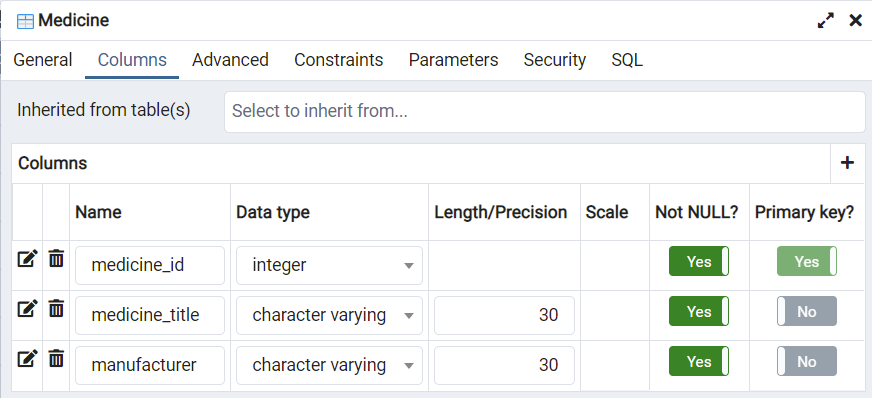 Medicine
General Columns Advanced Constraints Parameters Security SQL
Inherited from table(s) Select to inherit from...
Columns
Name Data type Length/Precision Scale Not NULL? Primary key?
medicine_id integer Yes Yes
medicine_title character varying 30 Yes No
manufacturer character varying 30 Yes No